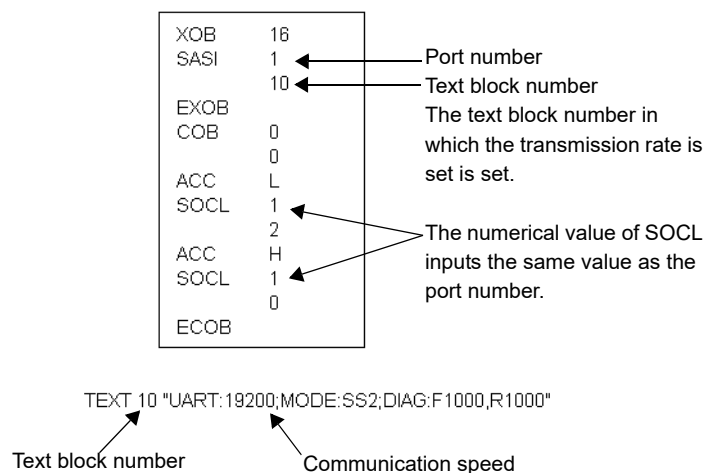 XOB 16
SASI 1
10
EXOB
COB 0
0
ACC L
SOCL 1
2
ACC H
SOCL 1
0
ECOB
Port number
Text block number
The text block number in
which the transmission rate is
set is set.
The numerical value of SOCL
inputs the same value as the
port number.
TEXT 10 "UART:19200;MODE:SS2;DIAG:F1000,R1000"
Text block number
Communication speed